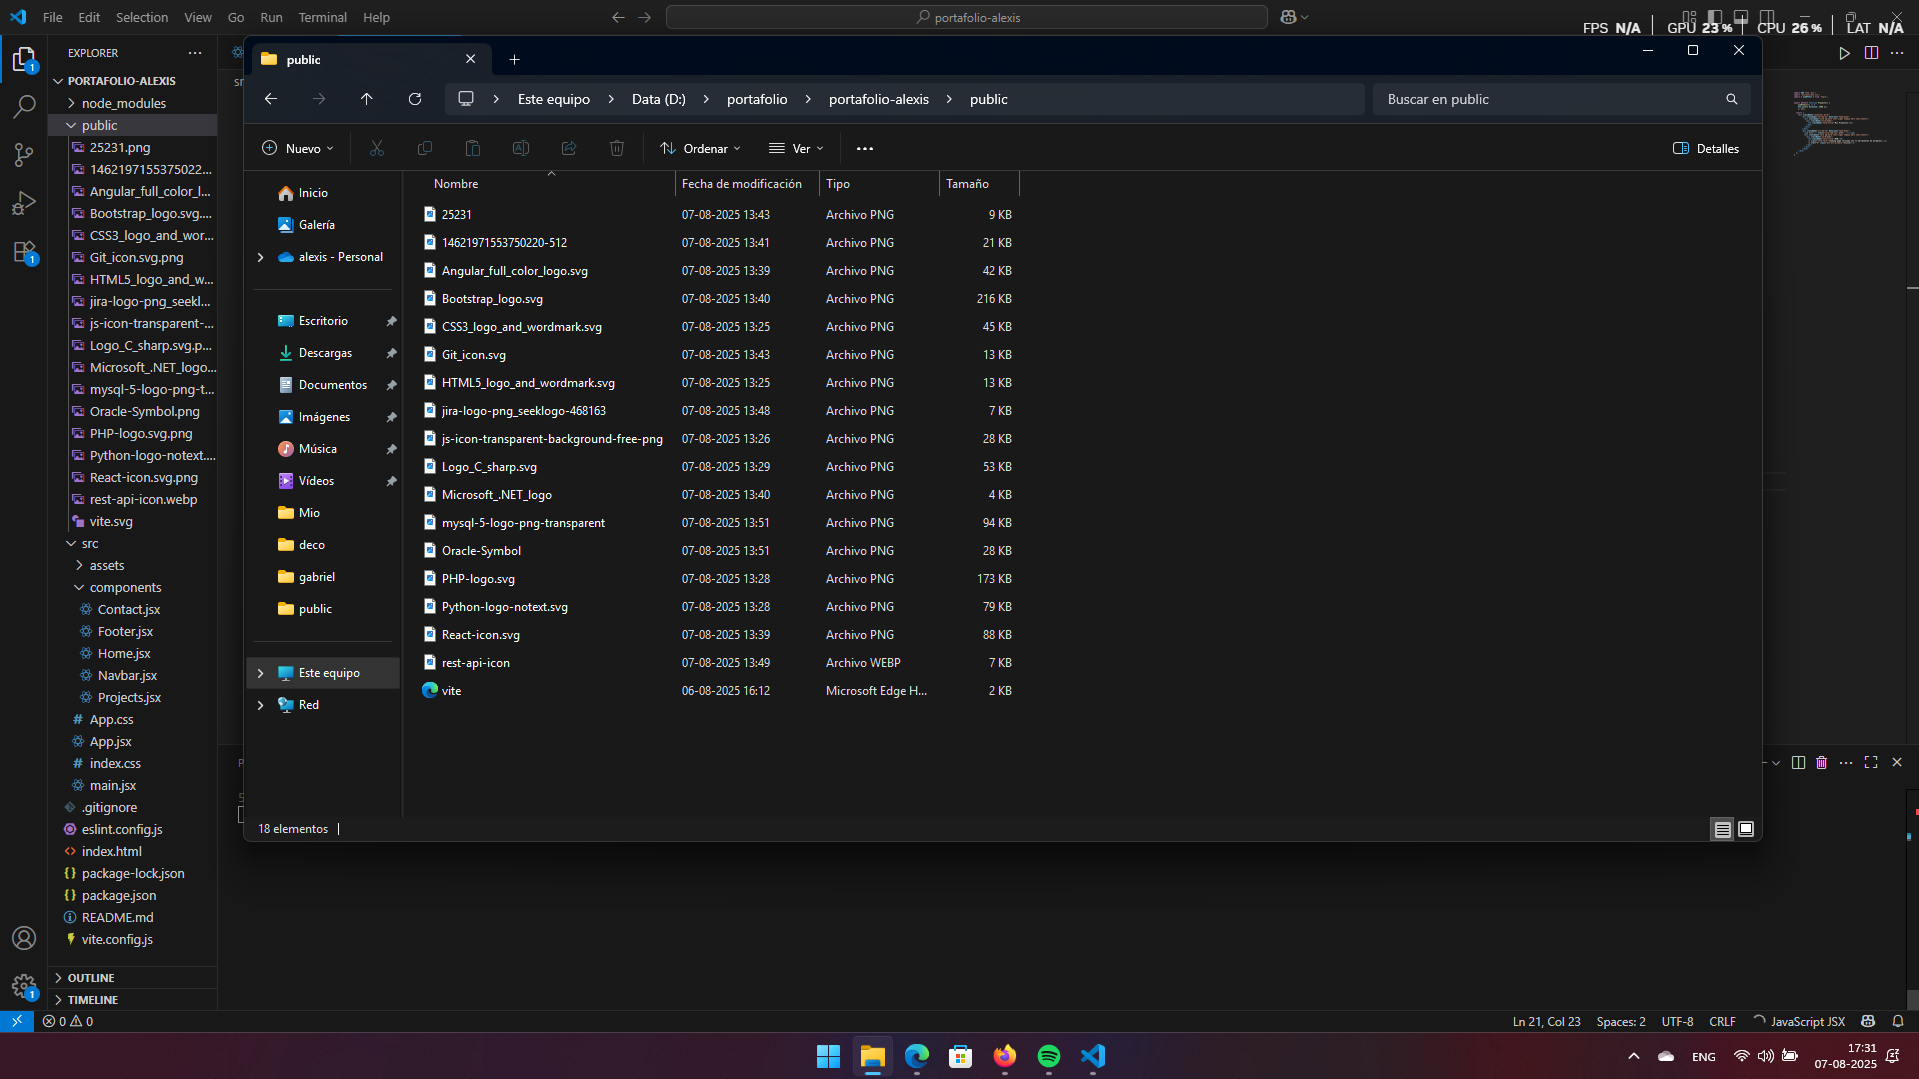 File Edit Selection View Go Run Terminal Help
portafolio-alexis
FPS N/A GPU 23 % CPU 26 % LAT N/A
EXPLORER
PORTAFOLIO-ALEXIS
node_modules
public
25231.png
1462197155375022...
Angular_full_color_l...
Bootstrap_logo.svg....
CSS3_logo_and_wor...
Git_icon.svg.png
HTML5_logo_and_w...
jira-logo-png_seekl...
js-icon-transparent-...
Logo_C_sharp.svg.p...
Microsoft_.NET_logo...
mysql-5-logo-png-t...
Oracle-Symbol.png
PHP-logo.svg.png
Python-logo-notext....
React-icon.svg.png
rest-api-icon.webp
vite.svg
src
assets
components
Contact.jsx
Footer.jsx
Home.jsx
Navbar.jsx
Projects.jsx
App.css
App.jsx
index.css
main.jsx
.gitignore
eslint.config.js
index.html
package-lock.json
package.json
README.md
vite.config.js
OUTLINE
TIMELINE
1
1
1
public
Este equipo Data (D:) portafolio portafolio-alexis public
Buscar en public
Nuevo Ordenar Ver Detalles
Inicio
Galería
alexis - Personal
Escritorio
Descargas
Documentos
Imágenes
Música
Vídeos
Mio
deco
gabriel
public
Este equipo
Red
Nombre Fecha de modificación Tipo Tamaño
25231 07-08-2025 13:43 Archivo PNG 9 KB
14621971553750220-512 07-08-2025 13:41 Archivo PNG 21 KB
Angular_full_color_logo.svg 07-08-2025 13:39 Archivo PNG 42 KB
Bootstrap_logo.svg 07-08-2025 13:40 Archivo PNG 216 KB
CSS3_logo_and_wordmark.svg 07-08-2025 13:25 Archivo PNG 45 KB
Git_icon.svg 07-08-2025 13:43 Archivo PNG 13 KB
HTML5_logo_and_wordmark.svg 07-08-2025 13:25 Archivo PNG 13 KB
jira-logo-png_seeklogo-468163 07-08-2025 13:48 Archivo PNG 7 KB
js-icon-transparent-background-free-png 07-08-2025 13:26 Archivo PNG 28 KB
Logo_C_sharp.svg 07-08-2025 13:29 Archivo PNG 53 KB
Microsoft_.NET_logo 07-08-2025 13:40 Archivo PNG 4 KB
mysql-5-logo-png-transparent 07-08-2025 13:51 Archivo PNG 94 KB
Oracle-Symbol 07-08-2025 13:51 Archivo PNG 28 KB
PHP-logo.svg 07-08-2025 13:28 Archivo PNG 173 KB
Python-logo-notext.svg 07-08-2025 13:28 Archivo PNG 79 KB
React-icon.svg 07-08-2025 13:39 Archivo PNG 88 KB
rest-api-icon 07-08-2025 13:49 Archivo WEBP 7 KB
vite 06-08-2025 16:12 Microsoft Edge H... 2 KB
18 elementos
0 0
Ln 21, Col 23 Spaces: 2 UTF-8 CRLF JavaScript JSX
ENG
17:31
07-08-2025